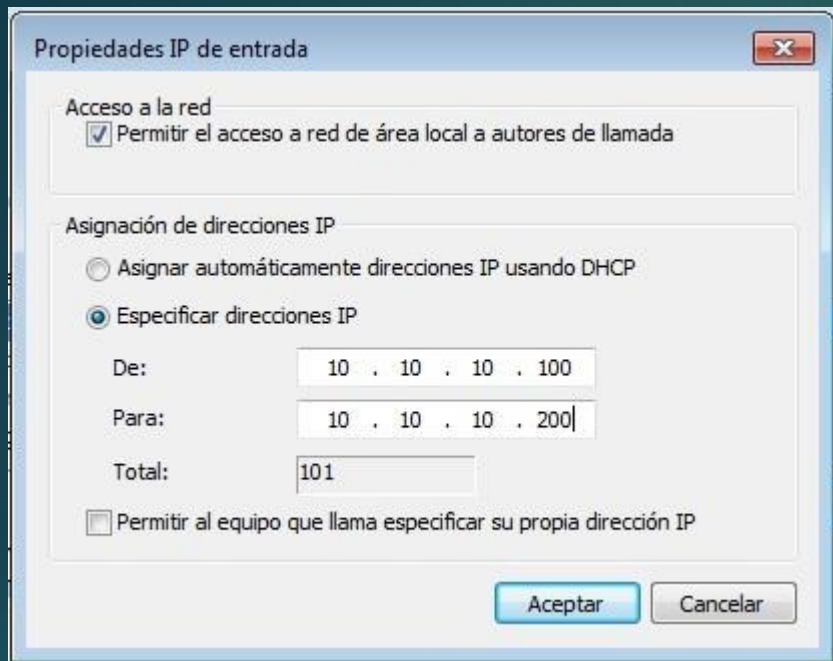 Propiedades IP de entrada
Acceso a la red
Permitir el acceso a red de área local a autores de llamada
Asignación de direcciones IP
Asignar automáticamente direcciones IP usando DHCP
Especificar direcciones IP
De: 10 . 10 . 10 . 100
Para: 10 . 10 . 10 . 200
Total: 101
Permitir al equipo que llama especificar su propia dirección IP
Aceptar Cancelar